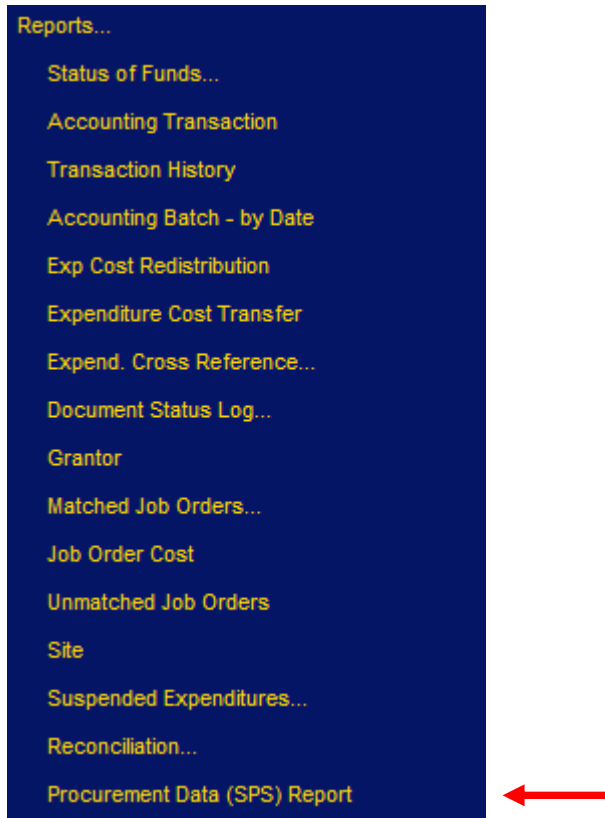 Reports...
Status of Funds...
Accounting Transaction
Transaction History
Accounting Batch - by Date
Exp Cost Redistribution
Expenditure Cost Transfer
Expend. Cross Reference...
Document Status Log...
Grantor
Matched Job Orders...
Job Order Cost
Unmatched Job Orders
Site
Suspended Expenditures...
Reconciliation...
Procurement Data (SPS) Report